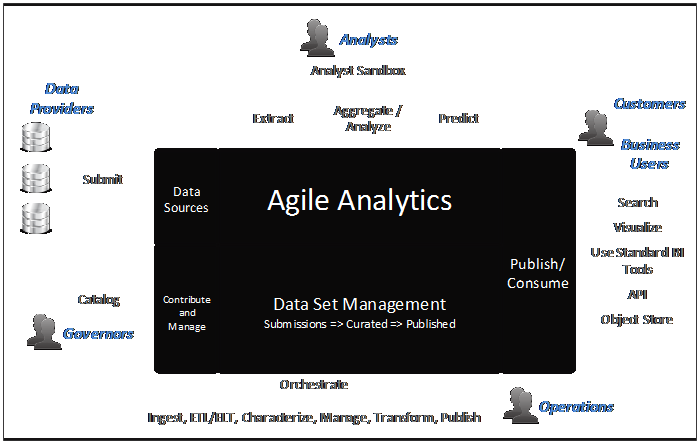 Analysts
Analyst Sandbox
Data
Providers
Extract
Aggregate /
Analyze
Predict
Customers
Business
Users
Submit
Data
Sources
Agile Analytics
Search
Visualize
Use Standard BI
Tools
API
Object Store
Publish/
Consume
Catalog
Governors
Contribute
and
Manage
Data Set Management
Submissions => Curated => Published
Orchestrate
Ingest, ETL/ELT, Characterize, Manage, Transform, Publish
Operations